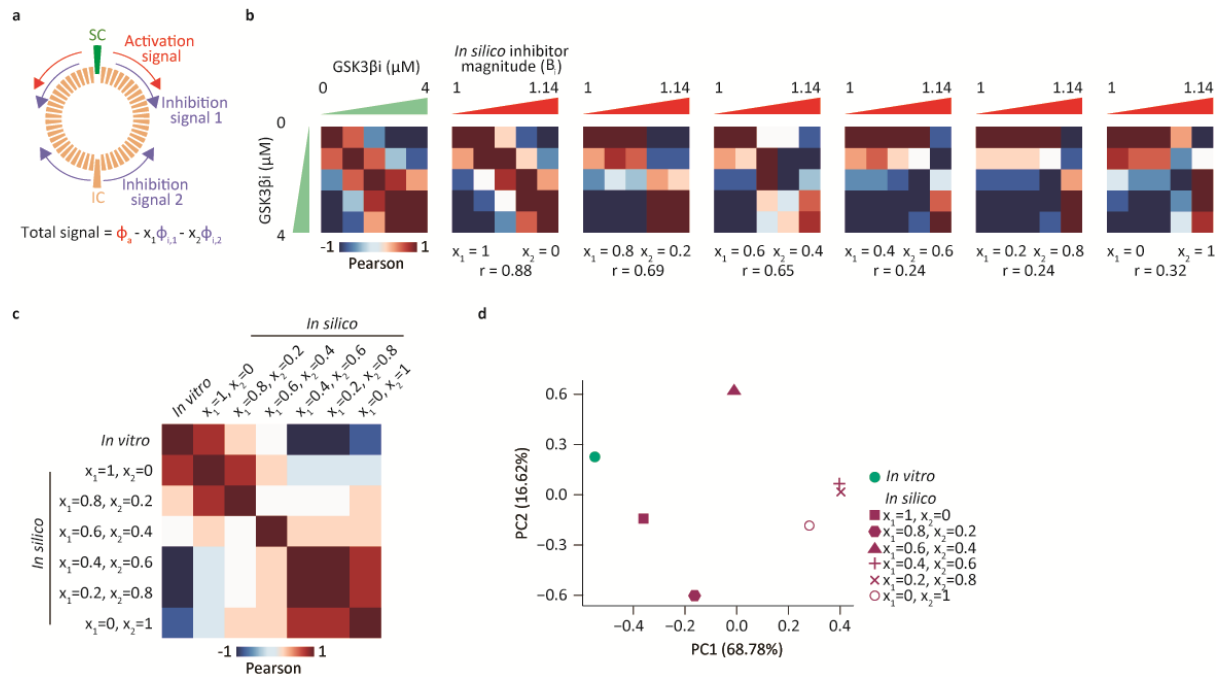 a
SC
Activation
signal
Inhibition
signal 1
Inhibition
signal 2
IC
Total signal = ϕa - x1ϕi,1 - x2ϕi,2
b
GSK3βi (μM)
0 4
GSK3βi (μM)
0
4
-1 1
Pearson
In silico inhibitor
magnitude (Bi)
1 1.14
1 1.14
1 1.14
1 1.14
1 1.14
1 1.14
x1 = 1 x2 = 0
r = 0.88
x1 = 0.8 x2 = 0.2
r = 0.69
x1 = 0.6 x2 = 0.4
r = 0.65
x1 = 0.4 x2 = 0.6
r = 0.24
x1 = 0.2 x2 = 0.8
r = 0.24
x1 = 0 x2 = 1
r = 0.32
c
In silico
In vitro
x1=1, x2=0
x1=0.8, x2=0.2
x1=0.6, x2=0.4
x1=0.4, x2=0.6
x1=0.2, x2=0.8
x1=0, x2=1
In vitro
In silico
x1=1, x2=0
x1=0.8, x2=0.2
x1=0.6, x2=0.4
x1=0.4, x2=0.6
x1=0.2, x2=0.8
x1=0, x2=1
-1 1
Pearson
d
PC2 (16.62%)
0.6
0.3
0.0
−0.3
−0.6
−0.4 −0.2 0.0 0.2 0.4
PC1 (68.78%)
In vitro
In silico
x1=1, x2=0
x1=0.8, x2=0.2
x1=0.6, x2=0.4
x1=0.4, x2=0.6
x1=0.2, x2=0.8
x1=0, x2=1